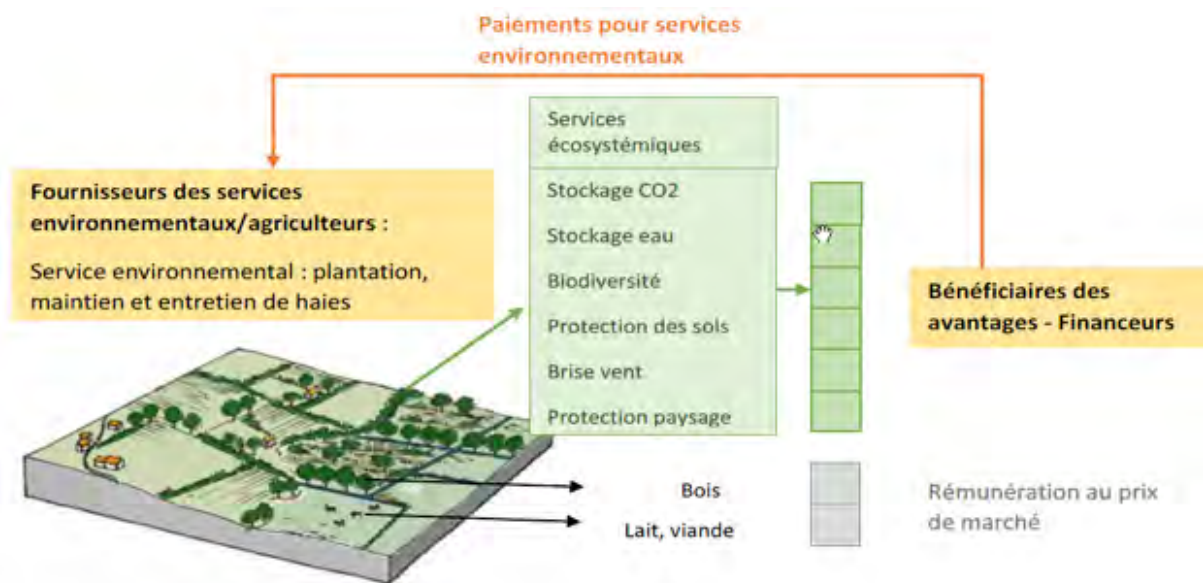 Paiements pour services
environnementaux
Services
écosystémiques
Fournisseurs des services
environnementaux/agriculteurs :
Service environnemental : plantation,
maintien et entretien de haies
Stockage CO2
Stockage eau
Biodiversité
Protection des sols
Brise vent
Protection paysage
Bénéficiaires des
avantages - Financeurs
Bois
Lait, viande
Rémunération au prix
de marché